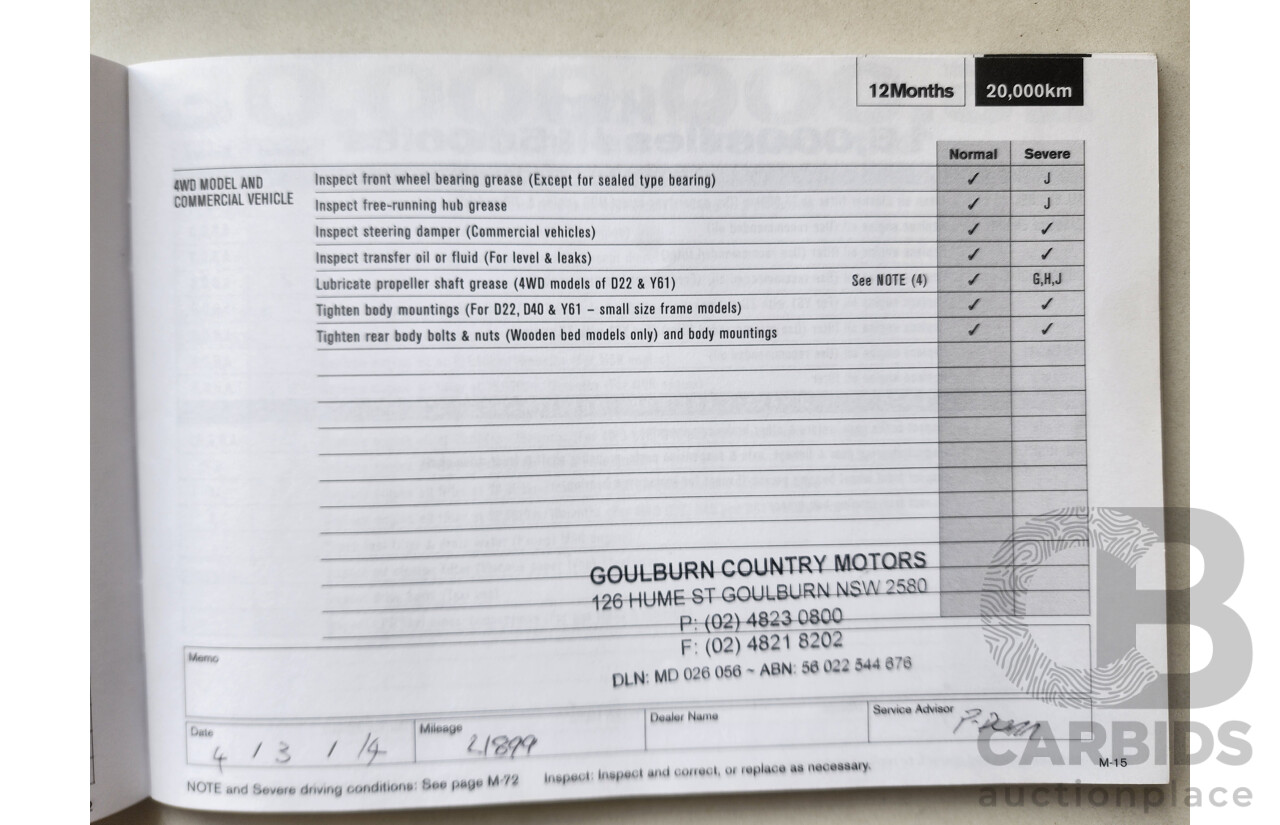 12Months 20,000km
Normal Severe
4WD MODEL AND
COMMERCIAL VEHICLE
Inspect front wheel bearing grease (Except for sealed type bearing) ✓ J
Inspect free-running hub grease ✓ J
Inspect steering damper (Commercial vehicles) ✓ ✓
Inspect transfer oil or fluid (For level & leaks) ✓ ✓
Lubricate propeller shaft grease (4WD models of D22 & Y61) See NOTE (4) ✓ G,H,J
Tighten body mountings (For D22, D40 & Y61 – small size frame models) ✓ ✓
Tighten rear body bolts & nuts (Wooden bed models only) and body mountings ✓ ✓
GOULBURN COUNTRY MOTORS
126 HUME ST GOULBURN NSW 2580
P: (02) 4823 0800
F: (02) 4821 8202
DLN: MD 026 056 ~ ABN: 56 022 544 676
Memo
Date 4 / 3 / 14 Mileage 21899 Dealer Name Service Advisor
NOTE and Severe driving conditions: See page M-72 Inspect: Inspect and correct, or replace as necessary.
M-15
CARBIDS
auctionplace